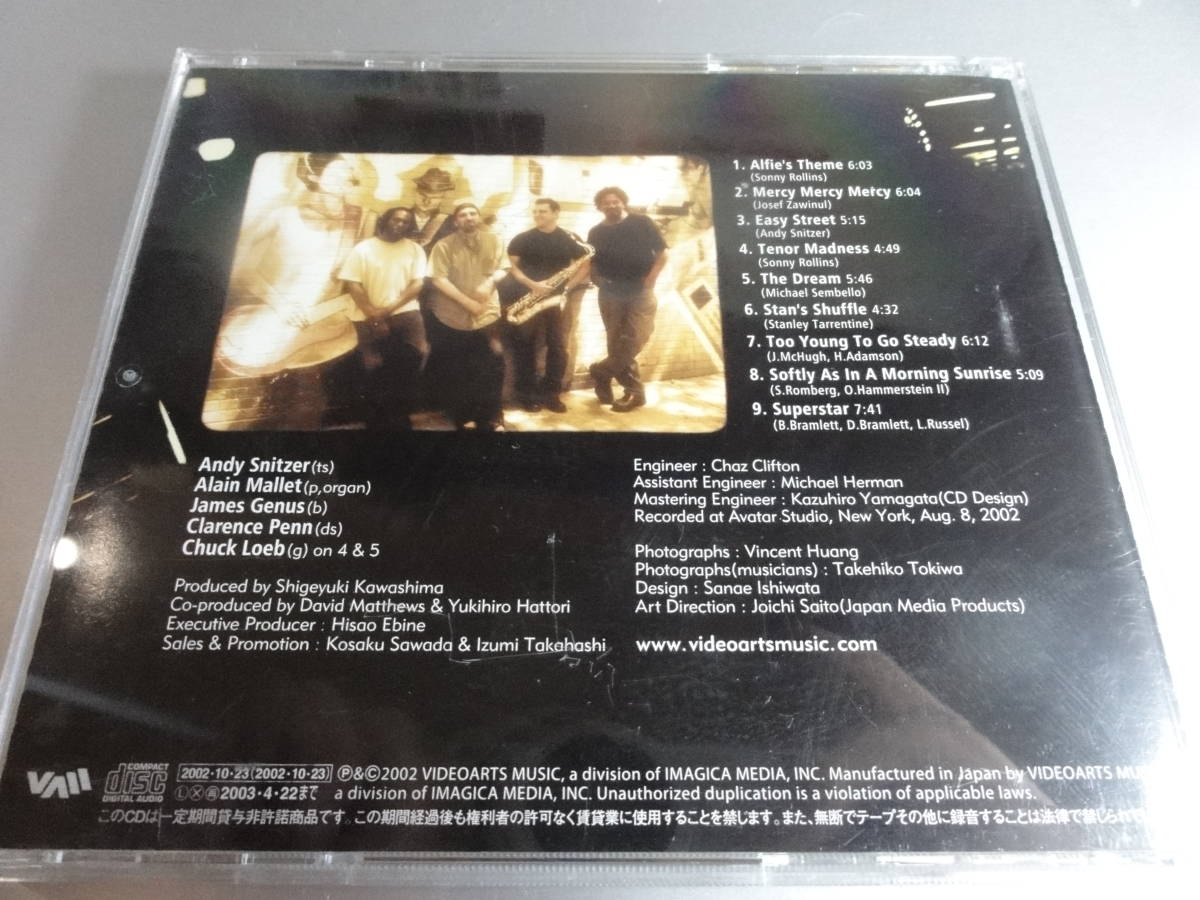 1. Alfie's Theme 6:03
(Sonny Rollins)
2. Mercy Mercy Mercy 6:04
(Josef Zawinul)
3. Easy Street 5:15
(Andy Snitzer)
4. Tenor Madness 4:49
(Sonny Rollins)
5. The Dream 5:46
(Michael Sembello)
6. Stan's Shuffle 4:32
(Stanley Tarrentine)
7. Too Young To Go Steady 6:12
(J.McHugh, H.Adamson)
8. Softly As In A Morning Sunrise 5:09
(S.Romberg, O.Hammerstein II)
9. Superstar 7:41
(B.Bramlett, D.Bramlett, L.Russel)
Andy Snitzer(ts)
Alain Mallet(p,organ)
James Genus(b)
Clarence Penn(ds)
Chuck Loeb(g) on 4 & 5
Produced by Shigeyuki Kawashima
Co-produced by David Matthews & Yukihiro Hattori
Executive Producer : Hisao Ebine
Sales & Promotion : Kosaku Sawada & Izumi Takahashi
Engineer : Chaz Clifton
Assistant Engineer : Michael Herman
Mastering Engineer : Kazuhiro Yamagata(CD Design)
Recorded at Avatar Studio, New York, Aug. 8, 2002
Photographs : Vincent Huang
Photographs(musicians) : Takehiko Tokiwa
Design : Sanae Ishiwata
Art Direction : Joichi Saito(Japan Media Products)
www.videoartsmusic.com
VAM
COMPACT disc DIGITAL AUDIO
2002・10・23(2002・10・23) ℗&©2002 VIDEOARTS MUSIC, a division of IMAGICA MEDIA, INC. Manufactured in Japan by VIDEOARTS MU
Ⓛ Ⓧ 2003・4・22まで a division of IMAGICA MEDIA, INC. Unauthorized duplication is a violation of applicable laws.
このCDは一定期間貸与非許諾商品です。この期間経過後も権利者の許可なく賃貸業に使用することを禁じます。また、無断でテープその他に録音することは法律で禁じられて